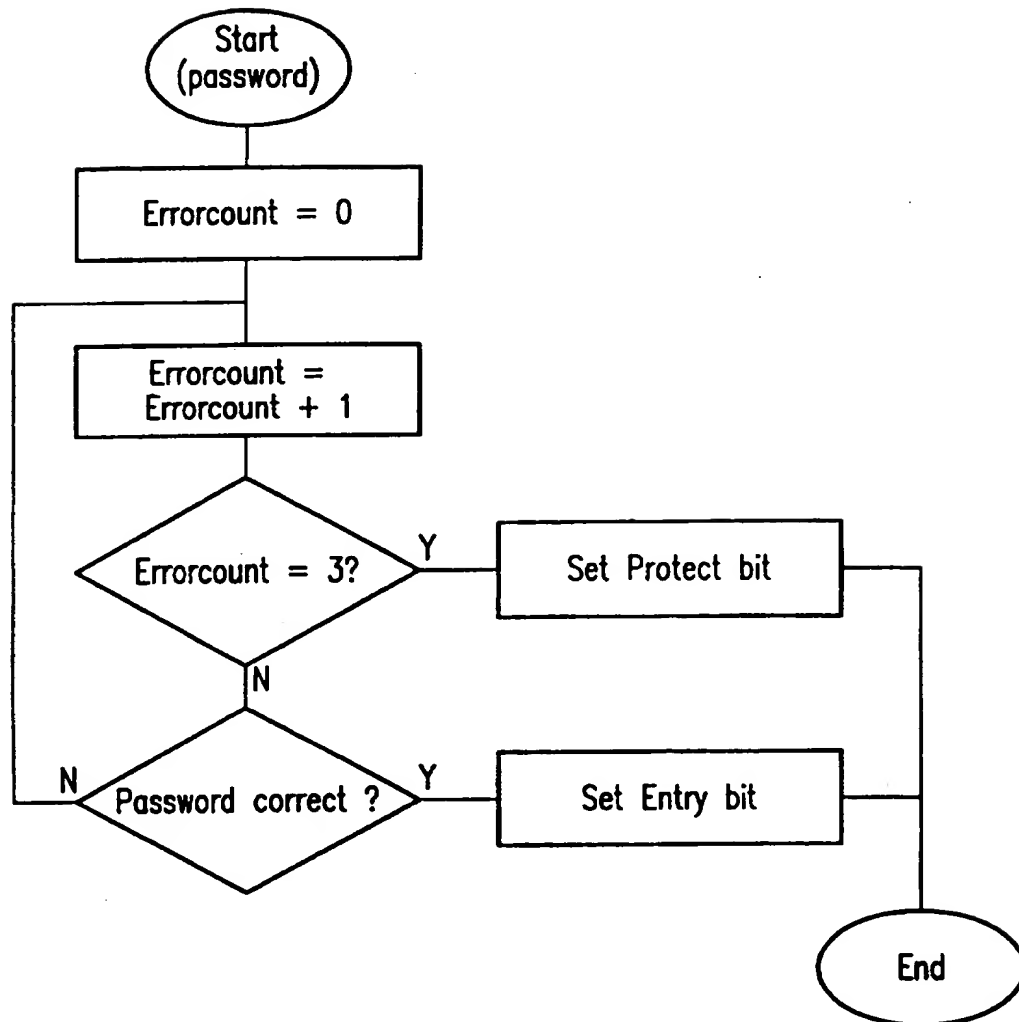 Start
(password)
Errorcount = 0
Errorcount =
Errorcount + 1
Errorcount = 3?
Y
Set Protect bit
N
Password correct ?
N
Y
Set Entry bit
End